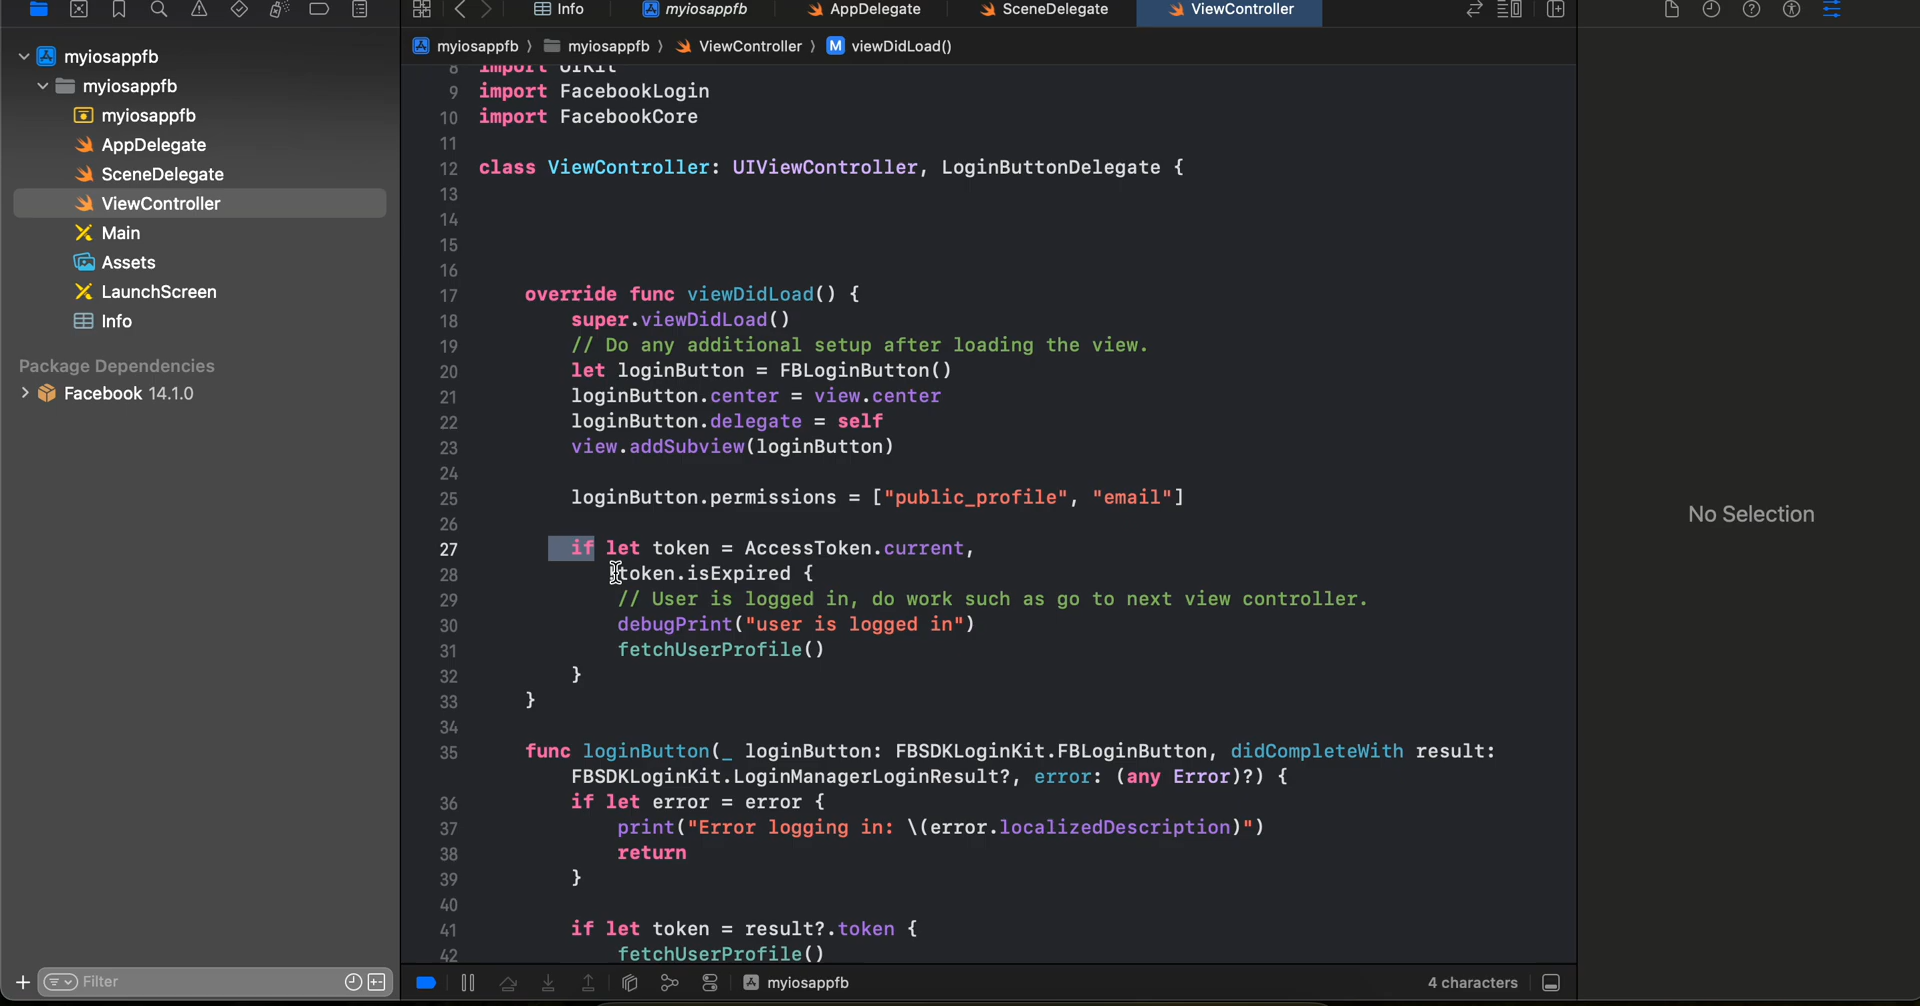 Info
myiosappfb
AppDelegate
SceneDelegate
ViewController
myiosappfb
myiosappfb
ViewController
M viewDidLoad()
myiosappfb
myiosappfb
myiosappfb
AppDelegate
SceneDelegate
ViewController
Main
Assets
LaunchScreen
Info
Package Dependencies
Facebook 14.1.0
8 import UIKit
9 import FacebookLogin
10 import FacebookCore
11
12 class ViewController: UIViewController, LoginButtonDelegate {
13
14
15
16
17 override func viewDidLoad() {
18 super.viewDidLoad()
19 // Do any additional setup after loading the view.
20 let loginButton = FBLoginButton()
21 loginButton.center = view.center
22 loginButton.delegate = self
23 view.addSubview(loginButton)
24
25 loginButton.permissions = ["public_profile", "email"]
26
27 if let token = AccessToken.current,
28 token.isExpired {
29 // User is logged in, do work such as go to next view controller.
30 debugPrint("user is logged in")
31 fetchUserProfile()
32 }
33 }
34
35 func loginButton(_ loginButton: FBSDKLoginKit.FBLoginButton, didCompleteWith result:
FBSDKLoginKit.LoginManagerLoginResult?, error: (any Error)?) {
36 if let error = error {
37 print("Error logging in: \(error.localizedDescription)")
38 return
39 }
40
41 if let token = result?.token {
42 fetchUserProfile()
No Selection
Filter
myiosappfb
4 characters